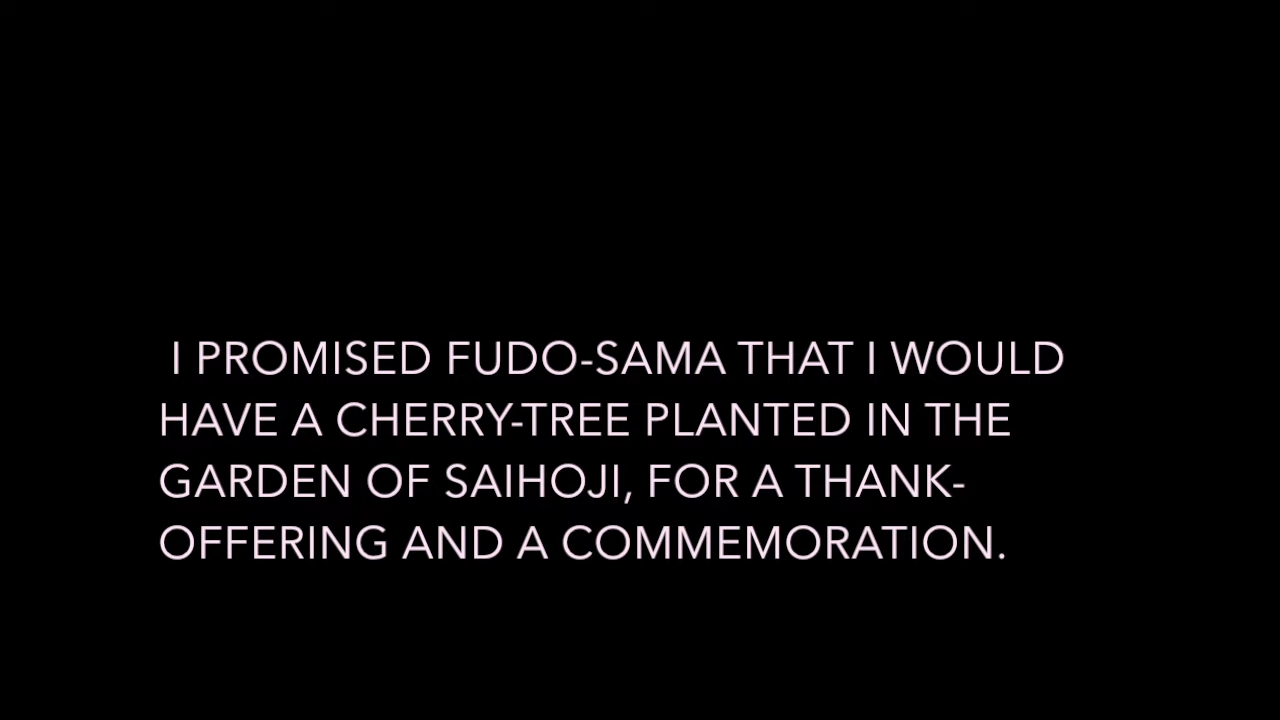 I PROMISED FUDO-SAMA THAT I WOULD
HAVE A CHERRY-TREE PLANTED IN THE
GARDEN OF SAIHOJI, FOR A THANK-
OFFERING AND A COMMEMORATION.